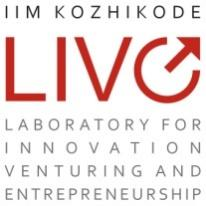 IIM KOZHIKODE
LIVE
LABORATORY FOR
INNOVATION
VENTURING AND
ENTREPRENEURSHIP